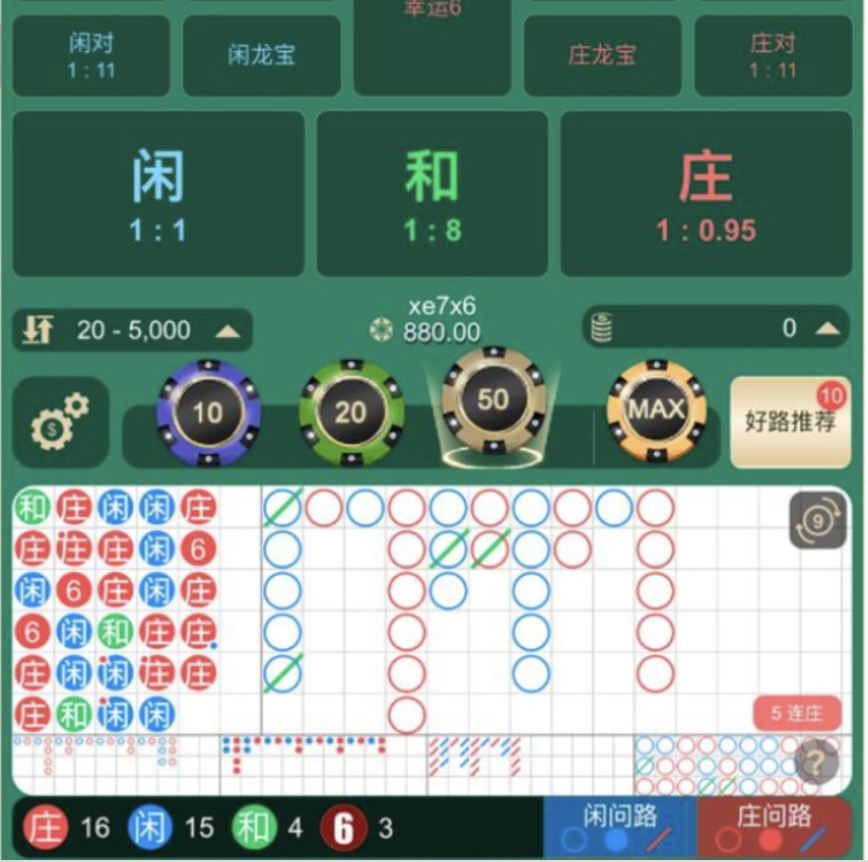 幸运6
闲对
1 : 11
闲龙宝
庄龙宝
庄对
1 : 11
闲
1 : 1
和
1 : 8
庄
1 : 0.95
20 - 5,000
xe7x6
880.00
0
$
10
20
50
MAX
好路推荐
10
和 庄 闲 闲 庄
庄 庄 庄 闲 6
闲 6 庄 闲 庄
6 闲 和 庄 庄
庄 闲 闲 庄 庄
庄 和 闲 闲
9
5 连庄
?
庄 16 闲 15 和 4 6 3
闲问路
庄问路